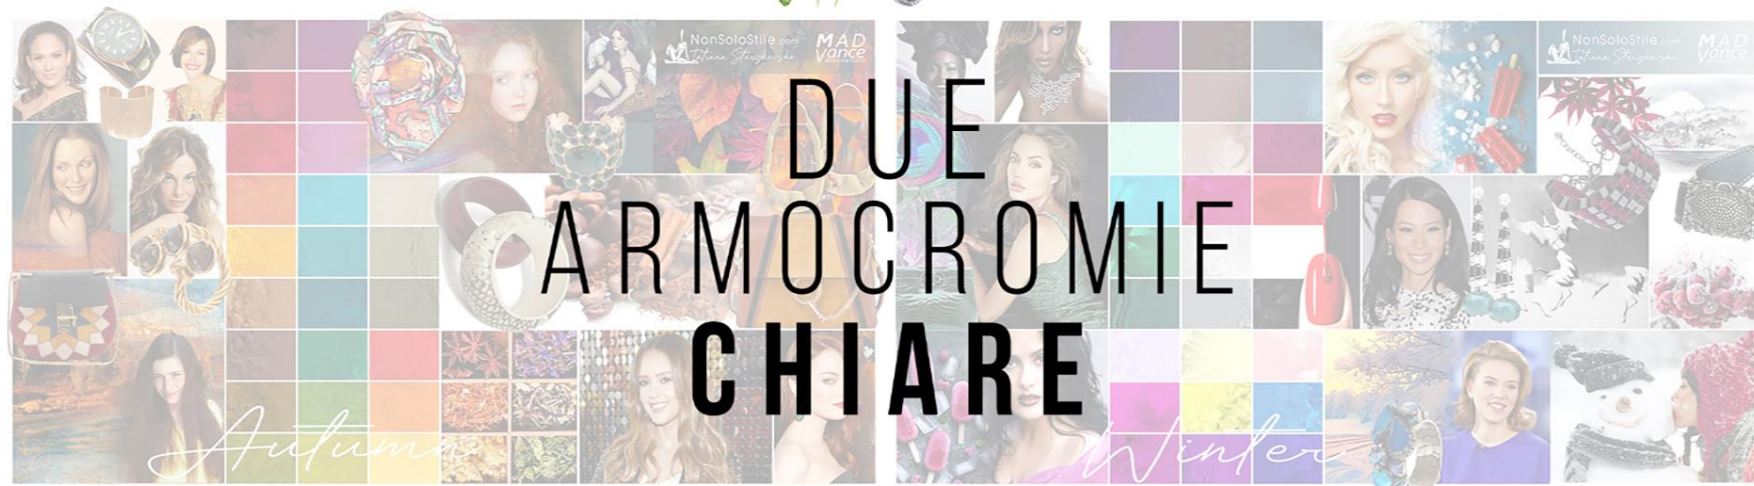 NonSoloStile.com
MAD
Vance
NonSoloStile.com
MAD
Vance
DUE
ARMOCROMIE
CHIARE
Autumn
Winter